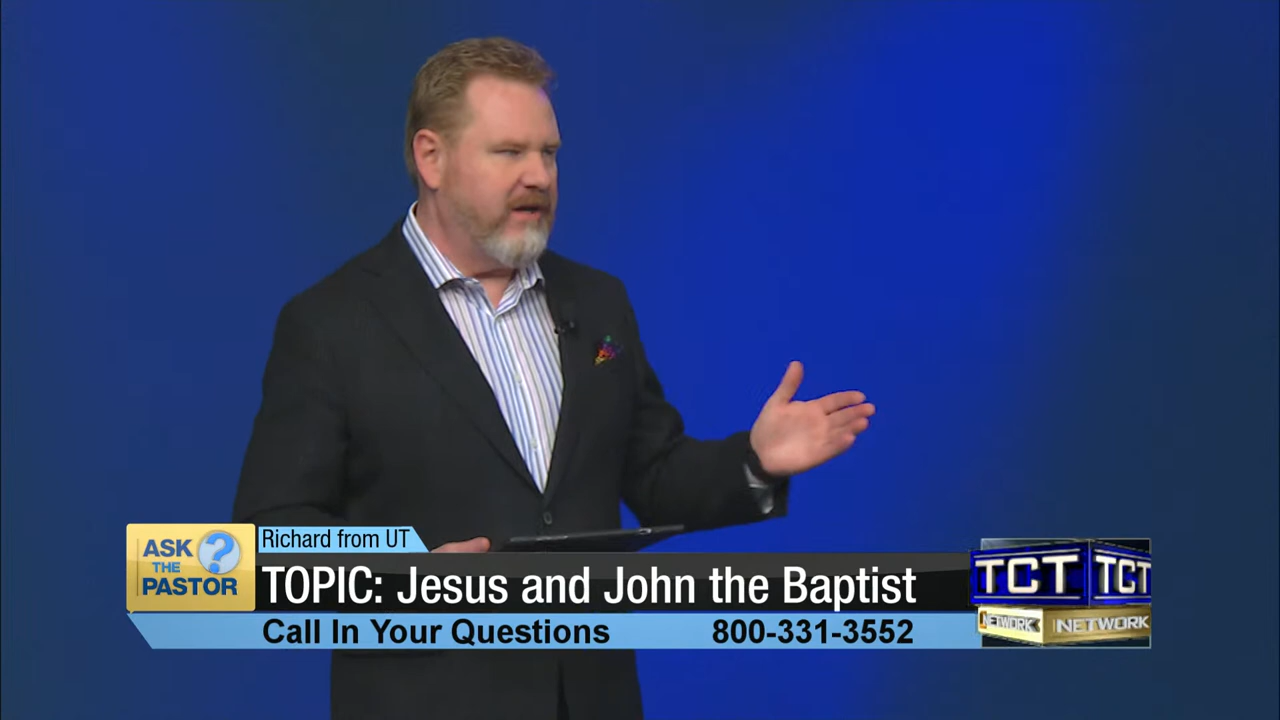 Richard from UT
ASK
THE
PASTOR
?
TOPIC: Jesus and John the Baptist
Call In Your Questions 800-331-3552
TCT TCT
NETWORK NETWORK